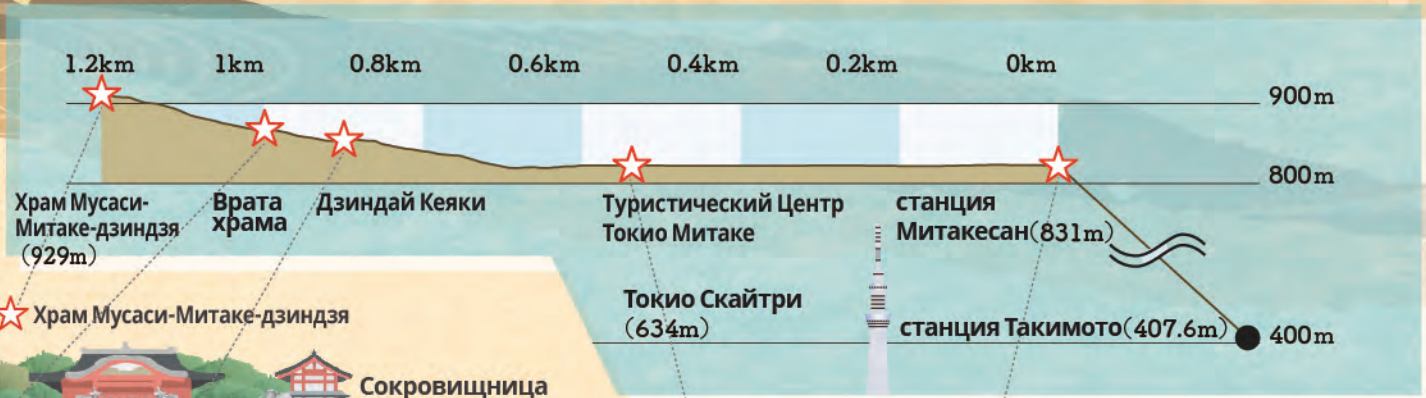 1.2km 1km 0.8km 0.6km 0.4km 0.2km 0km
900m
800m
Храм Мусаси-
Митаке-дзиндзя
(929m)
Врата
храма
Дзиндай Кеяки
Туристический Центр
Токио Митаке
станция
Митакесан(831m)
Токио Скайтри
(634m)
станция Такимото(407.6m)
400m
Храм Мусаси-Митаке-дзиндзя
Сокровищница